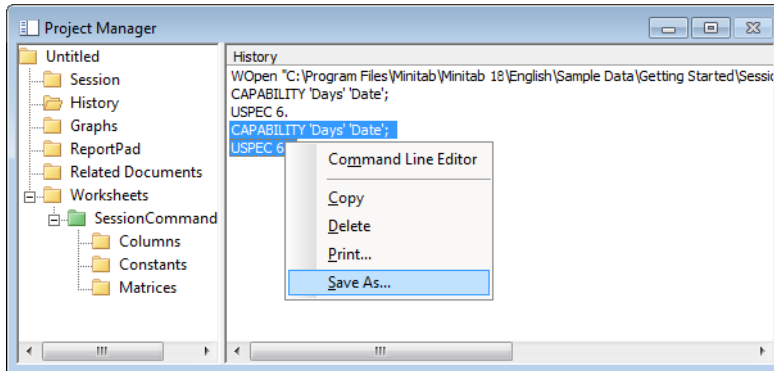 Project Manager
Untitled
Session
History
Graphs
ReportPad
Related Documents
Worksheets
SessionCommand
Columns
Constants
Matrices
History
WOpen "C:\Program Files\Minitab\Minitab 18\English\Sample Data\Getting Started\Sessio
CAPABILITY 'Days' 'Date';
USPEC 6.
CAPABILITY 'Days' 'Date';
USPEC 6.
Command Line Editor
Copy
Delete
Print...
Save As...